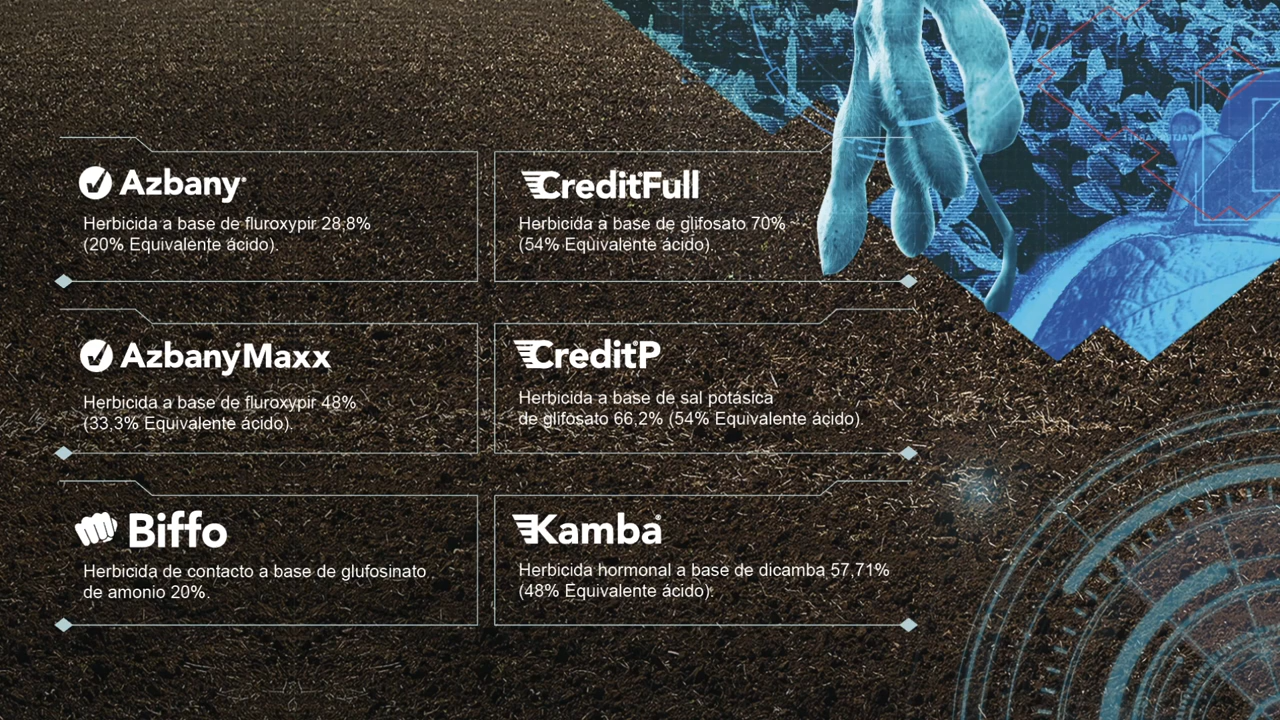 Azbany
Herbicida a base de fluroxypir 28,8%
(20% Equivalente ácido).
CreditFull
Herbicida a base de glifosato 70%
(54% Equivalente ácido).
AzbanyMaxx
Herbicida a base de fluroxypir 48%
(33,3% Equivalente ácido).
CreditP
Herbicida a base de sal potásica
de glifosato 66,2% (54% Equivalente ácido).
Biffo
Herbicida de contacto a base de glufosinato
de amonio 20%.
Kamba
Herbicida hormonal a base de dicamba 57,71%
(48% Equivalente ácido).